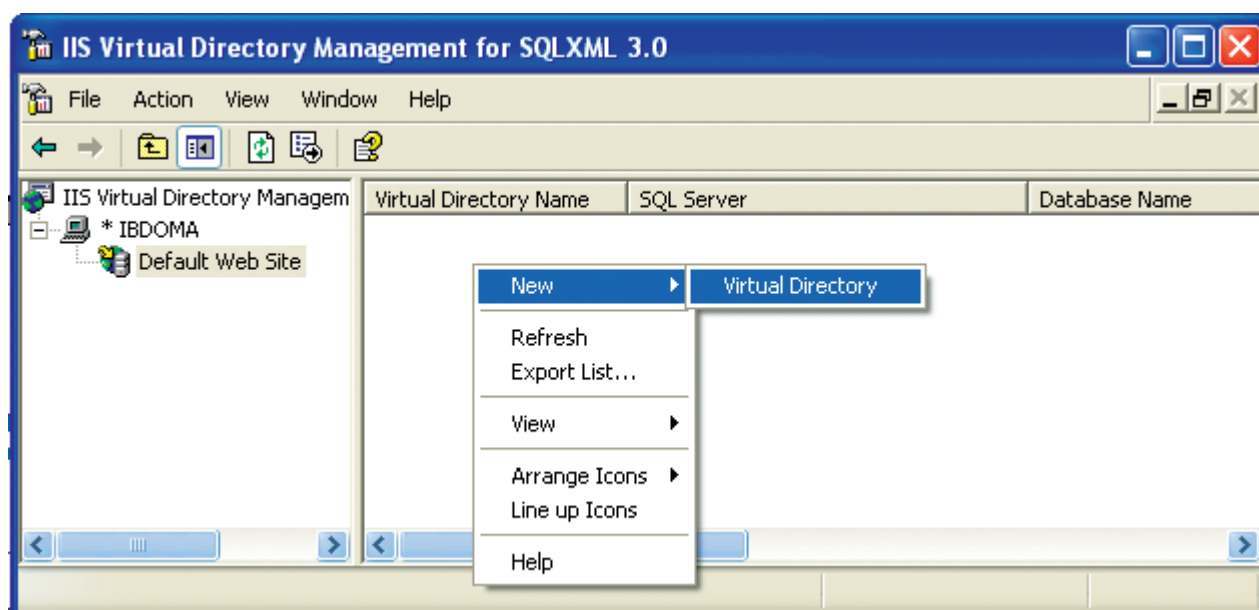 IIS Virtual Directory Management for SQLXML 3.0
File Action View Window Help
IIS Virtual Directory Managem
Virtual Directory Name SQL Server Database Name
* IBDOMA
Default Web Site
New Virtual Directory
Refresh
Export List...
View
Arrange Icons
Line up Icons
Help